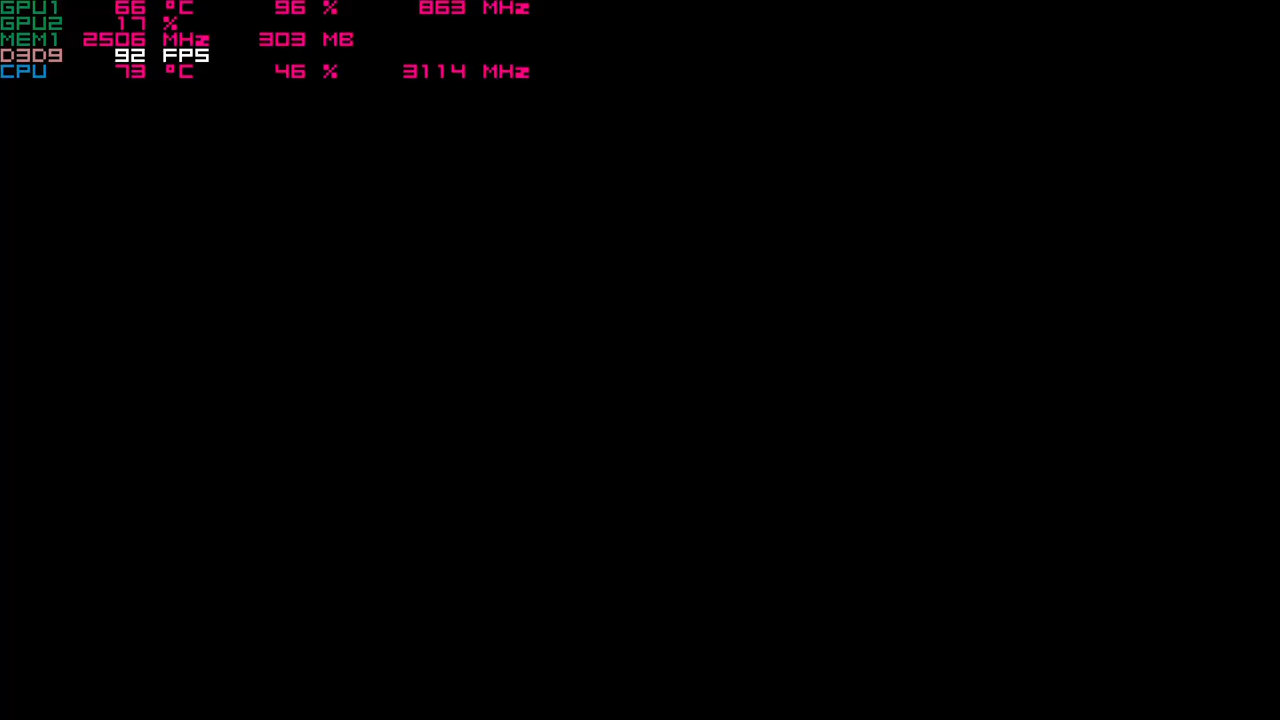 GPU1 66 °C 96 % 863 MHz
GPU2 17 %
MEM1 2506 MHz 303 MB
D3D9 92 FPS
CPU 73 °C 46 % 3114 MHz